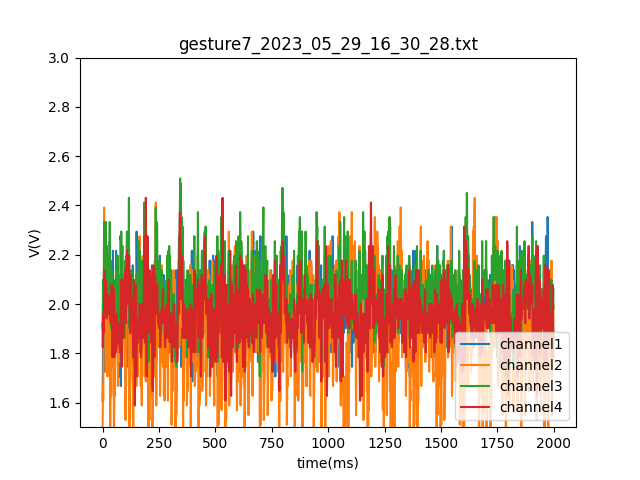 gesture7_2023_05_29_16_30_28.txt
V(V)
3.0
2.8
2.6
2.4
2.2
2.0
1.8
1.6
channel1
channel2
channel3
channel4
0 250 500 750 1000 1250 1500 1750 2000
time(ms)